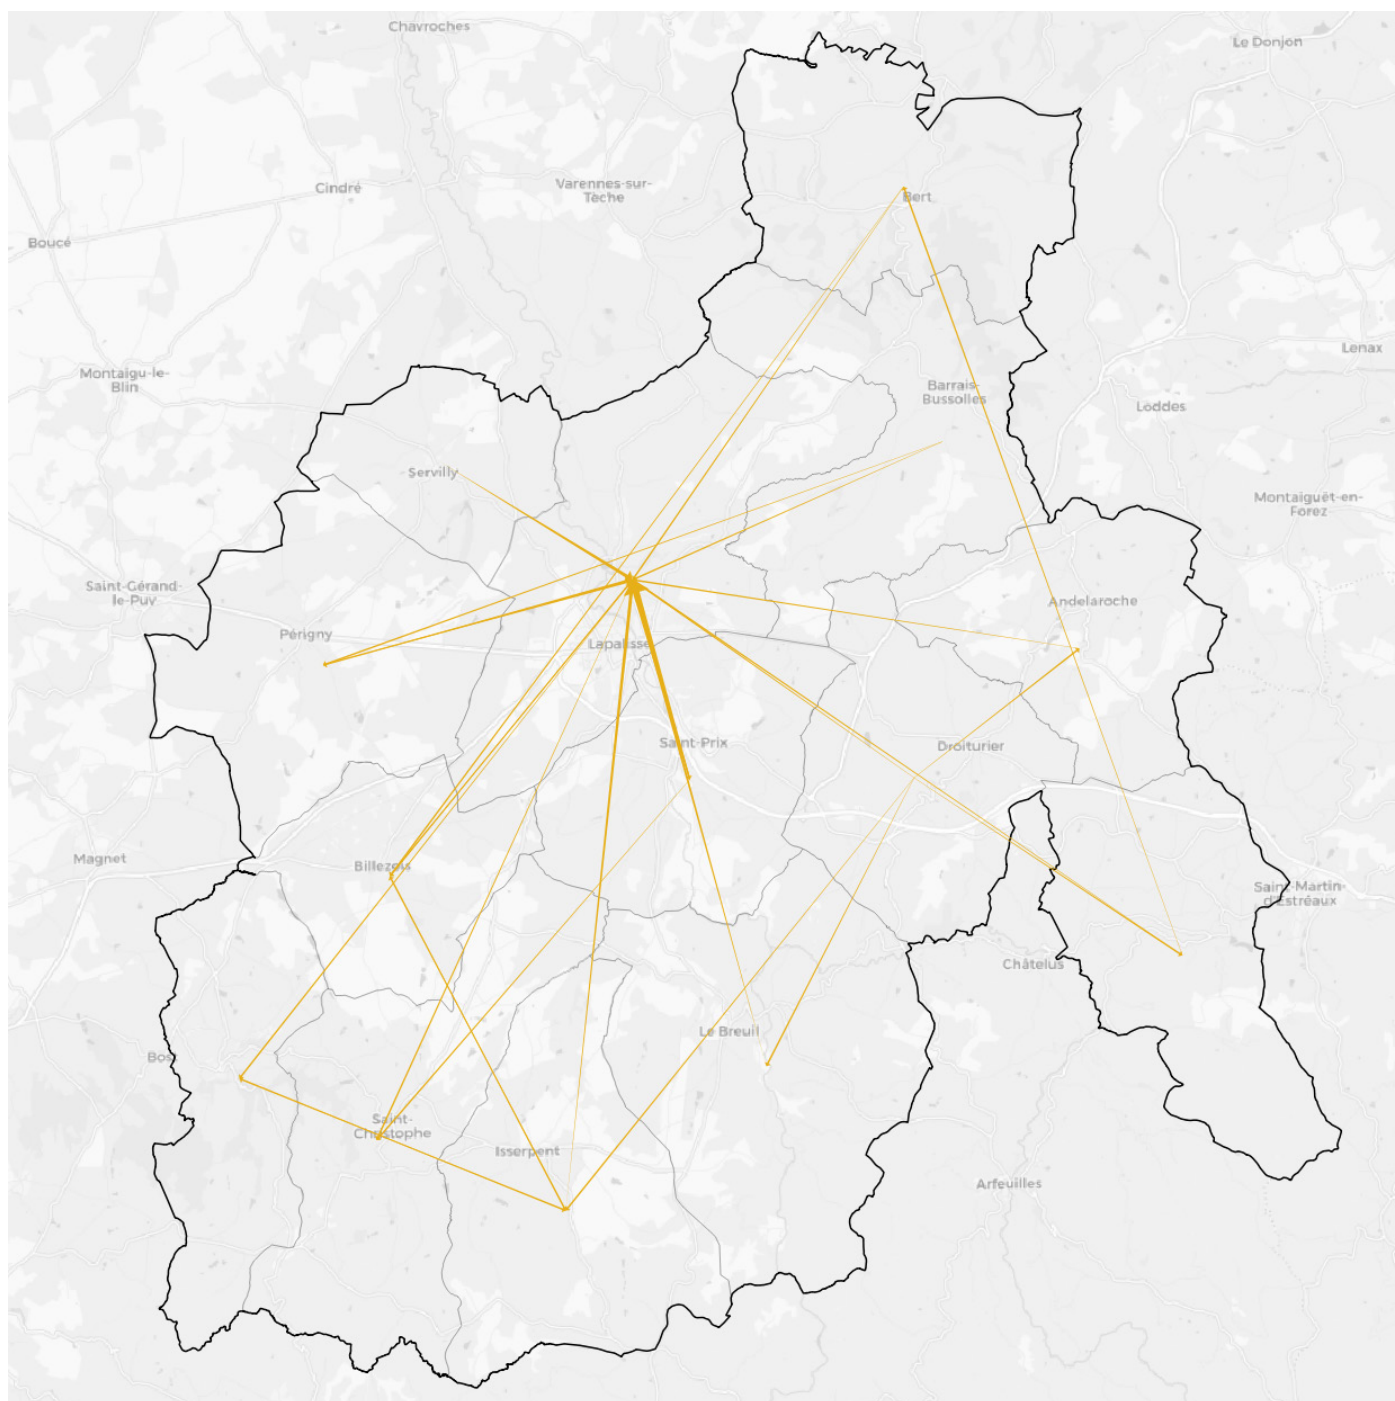 Chavroches
Le Donjon
Cindré
Varennes-sur-
Tèche
Bert
Boucé
Lenax
Montaigu-le-
Blin
Barrais-
Bussolles
Loddes
Servilly
Montaiguët-en-
Forez
Saint-Gérand-
le-Puy
Andelaroche
Périgny
Lapalisse
Saint-Prix
Droiturier
Magnet
Billezois
Saint-Martin-
d'Estréaux
Châtelus
Le Breuil
Bost
Saint-
Christophe
Isserpent
Arfeuilles